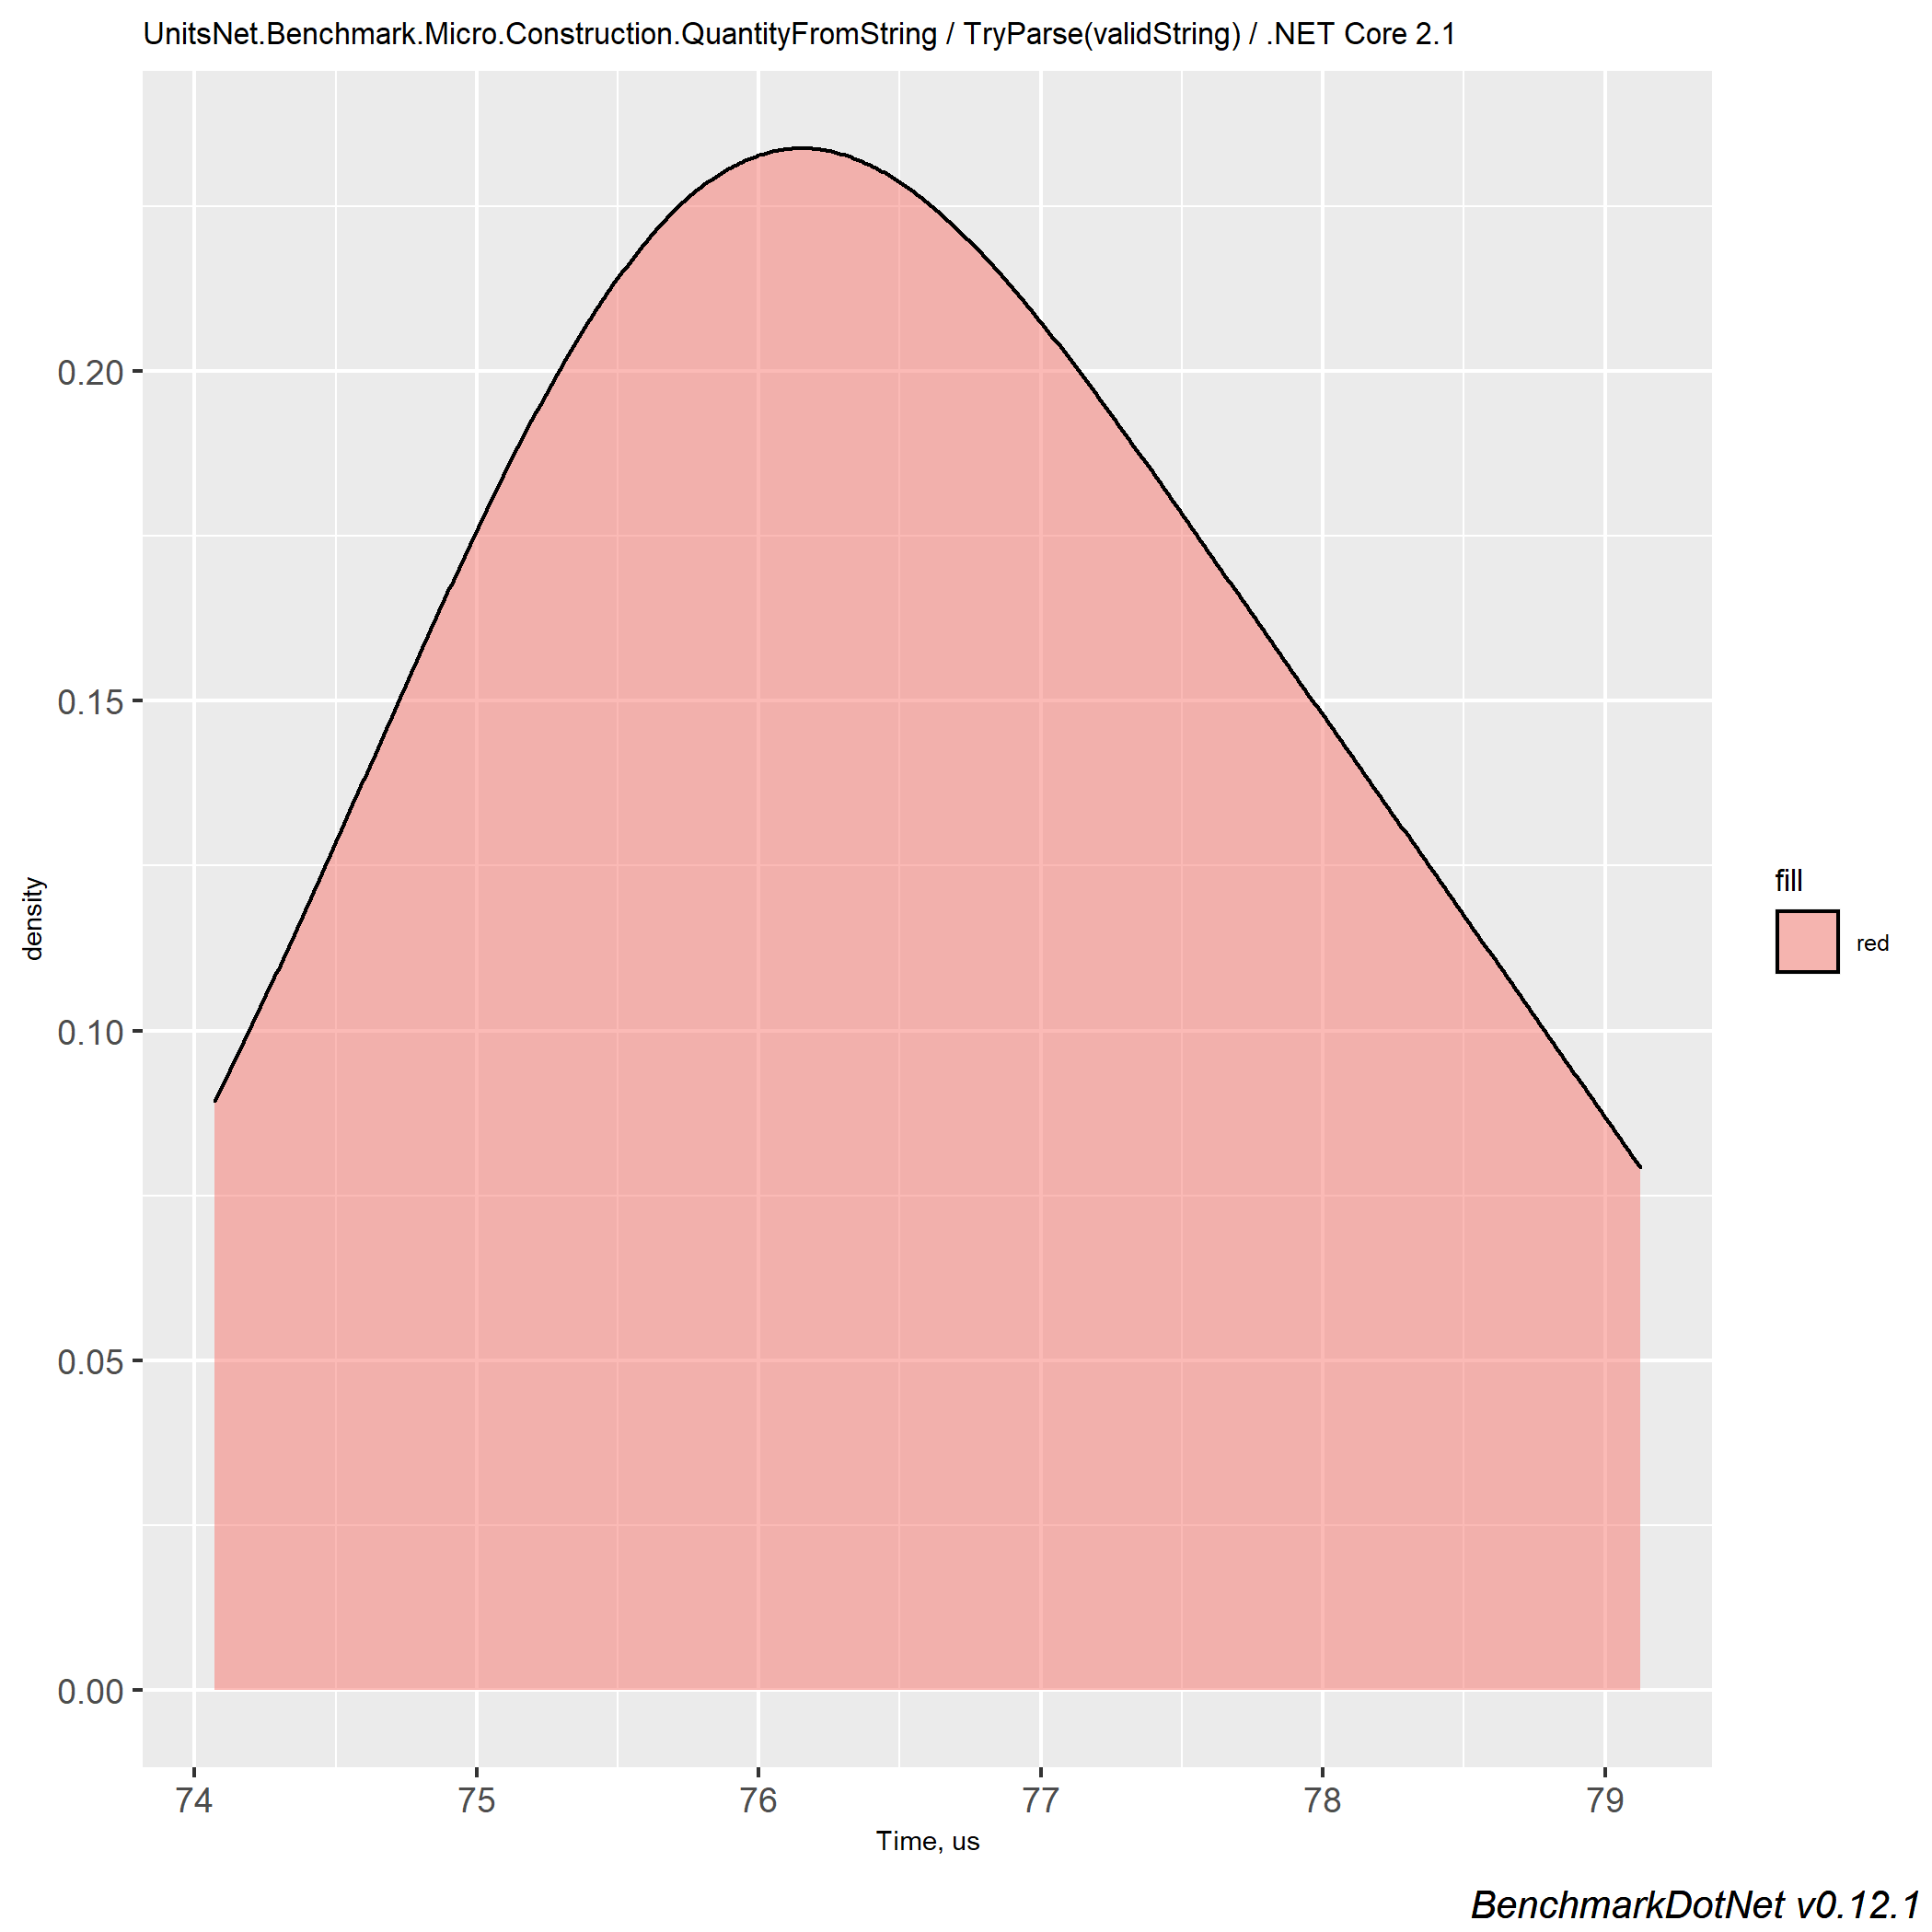 UnitsNet.Benchmark.Micro.Construction.QuantityFromString / TryParse(validString) / .NET Core 2.1
0.20
0.15
0.10
0.05
0.00
density
74 75 76 77 78 79
Time, us
fill
red
BenchmarkDotNet v0.12.1